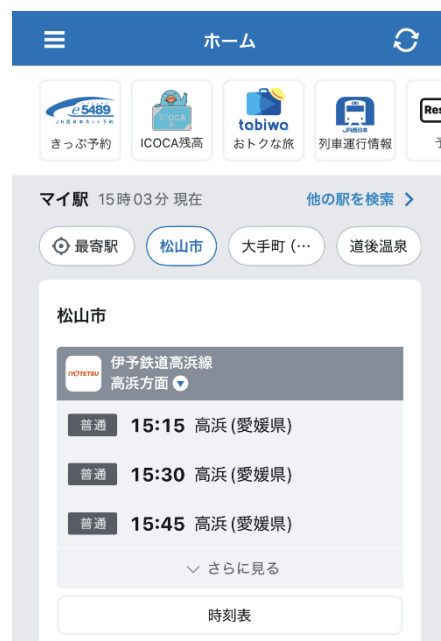 ホーム
e5489
JR西日本ネット予約
きっぷ予約
ICOCA
ICOCA残高
tabiwa
おトクな旅
JR西日本
列車運行情報
Res
予
マイ駅 15時03分 現在
他の駅を検索
最寄駅
松山市
大手町 (…
道後温泉
松山市
IYOTETSU
伊予鉄道高浜線
高浜方面
普通 15:15 高浜(愛媛県)
普通 15:30 高浜(愛媛県)
普通 15:45 高浜(愛媛県)
さらに見る
時刻表